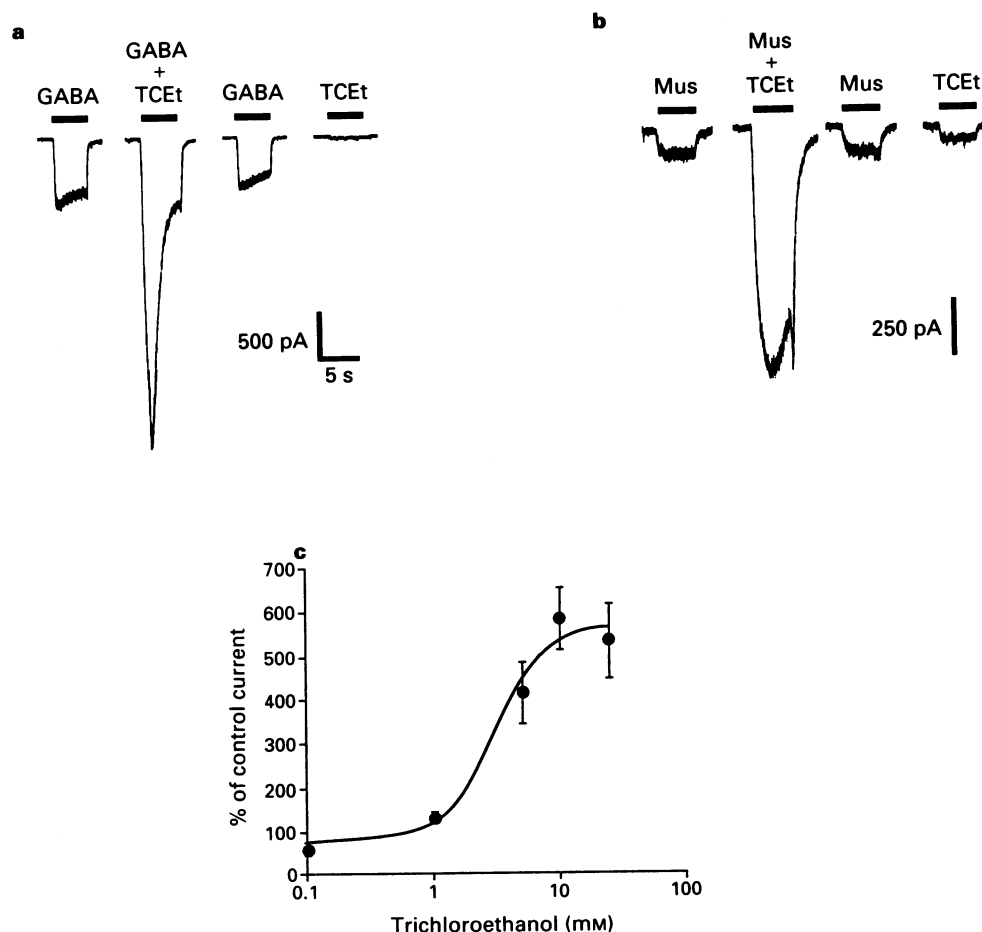 a
GABA
GABA
+
TCEt
GABA
TCEt
500 pA
5 s
b
Mus
Mus
+
TCEt
Mus
TCEt
250 pA
c
% of control current
700
600
500
400
300
200
100
0
0.1
1
10
100
Trichloroethanol (mM)